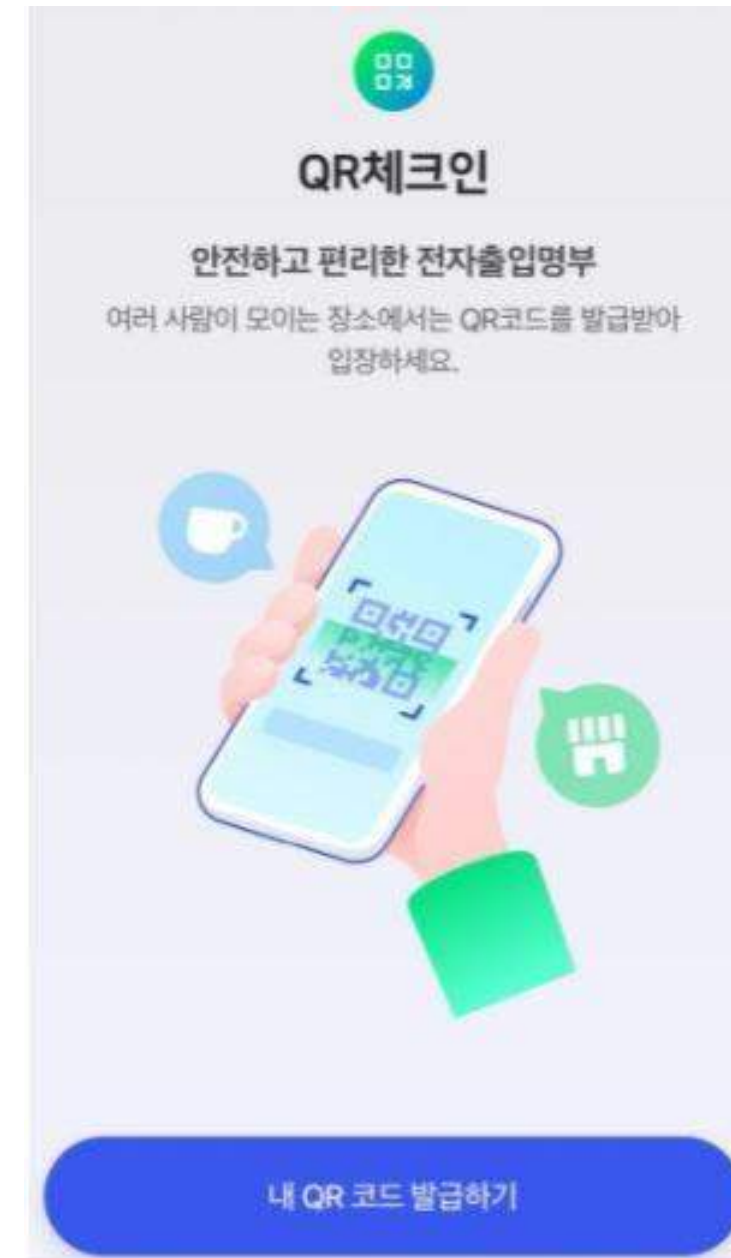 QR체크인
안전하고 편리한 전자출입명부
여러 사람이 모이는 장소에서는 QR코드를 발급받아
입장하세요.
내 QR 코드 발급하기